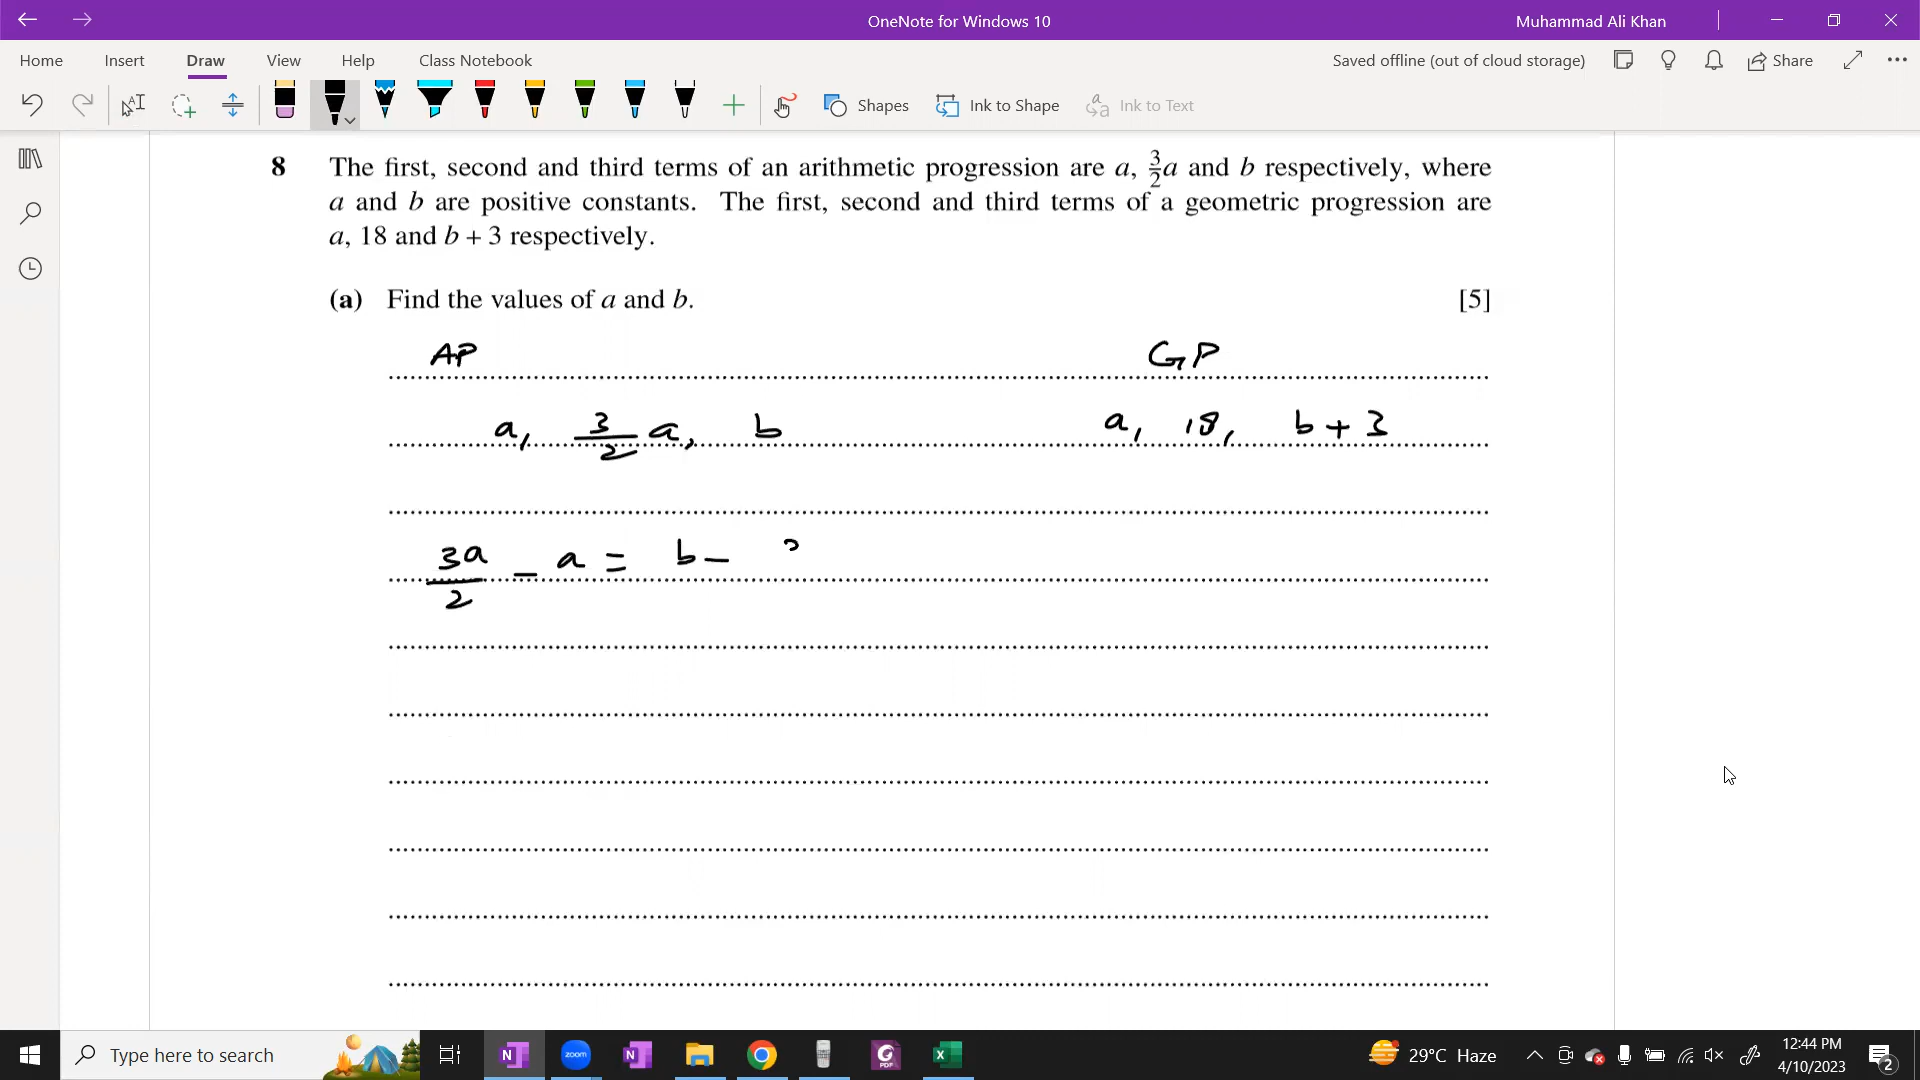 OneNote for Windows 10
Muhammad Ali Khan
Home Insert Draw View Help Class Notebook
Saved offline (out of cloud storage) Share
Shapes Ink to Shape Ink to Text
8 The first, second and third terms of an arithmetic progression are a, 3/2 a and b respectively, where
a and b are positive constants. The first, second and third terms of a geometric progression are
a, 18 and b + 3 respectively.
(a) Find the values of a and b. [5]
AP GP
a, 3/2 a, b a, 18, b + 3
3a/2 - a = b -
Type here to search
zoom
29°C Haze
12:44 PM
4/10/2023
2